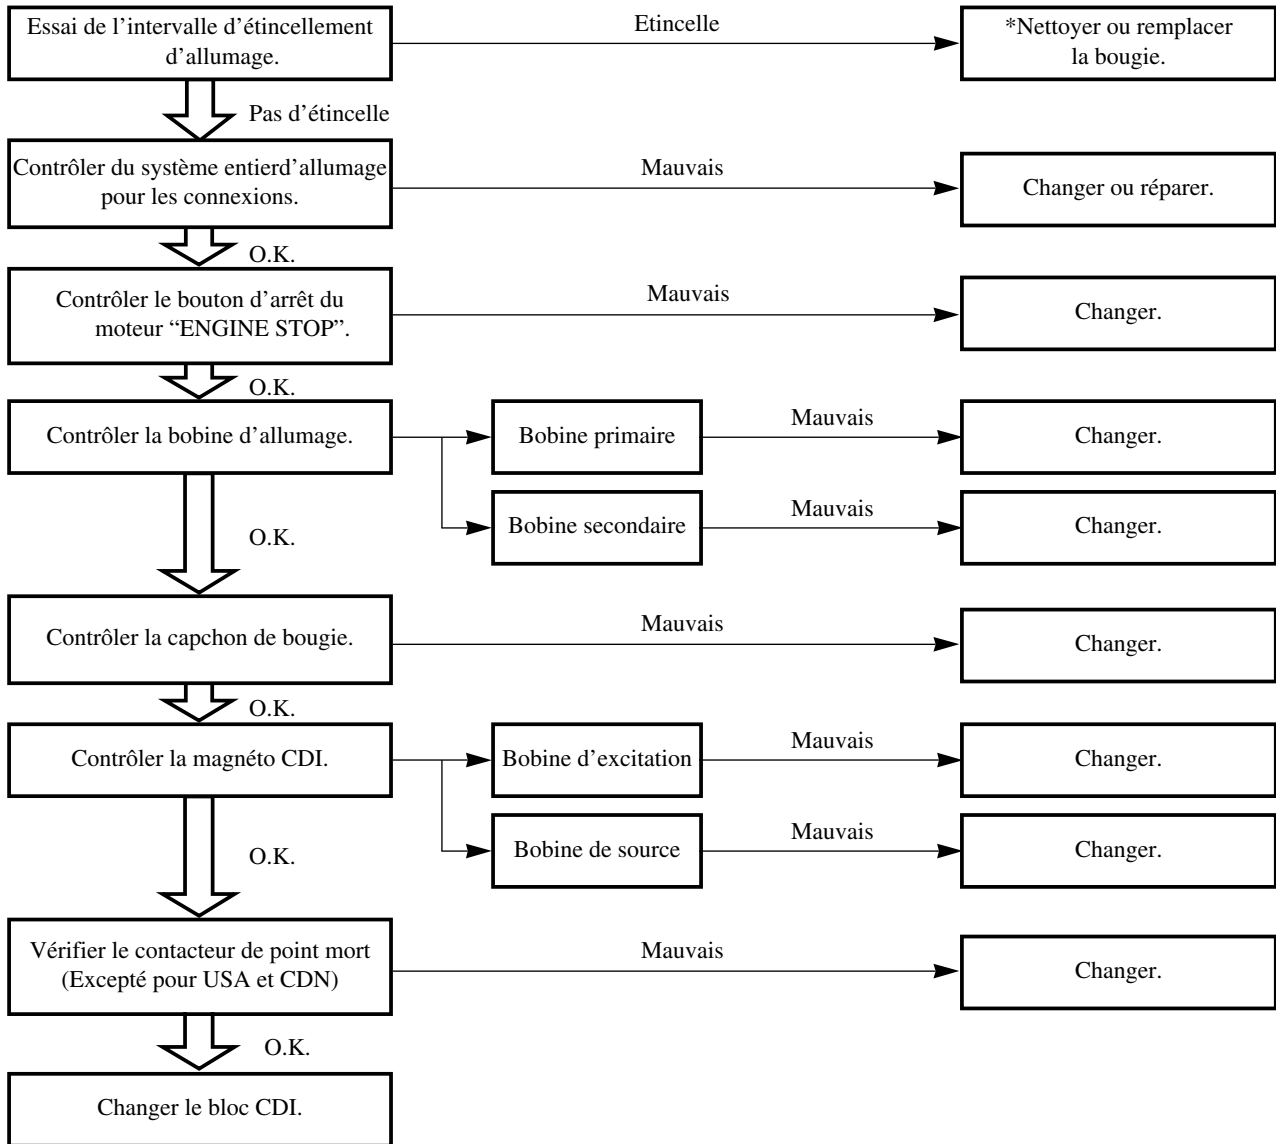 Essai de l’intervalle d’étincellement
d’allumage.
Etincelle
*Nettoyer ou remplacer
la bougie.
Pas d’étincelle
Contrôler du système entierd’allumage
pour les connexions.
Mauvais
Changer ou réparer.
O.K.
Contrôler le bouton d’arrêt du
moteur “ENGINE STOP”.
Mauvais
Changer.
O.K.
Contrôler la bobine d’allumage.
Bobine primaire
Mauvais
Changer.
Bobine secondaire
Mauvais
Changer.
O.K.
Contrôler la capchon de bougie.
Mauvais
Changer.
O.K.
Contrôler la magnéto CDI.
Bobine d’excitation
Mauvais
Changer.
Bobine de source
Mauvais
Changer.
O.K.
Vérifier le contacteur de point mort
(Excepté pour USA et CDN)
Mauvais
Changer.
O.K.
Changer le bloc CDI.